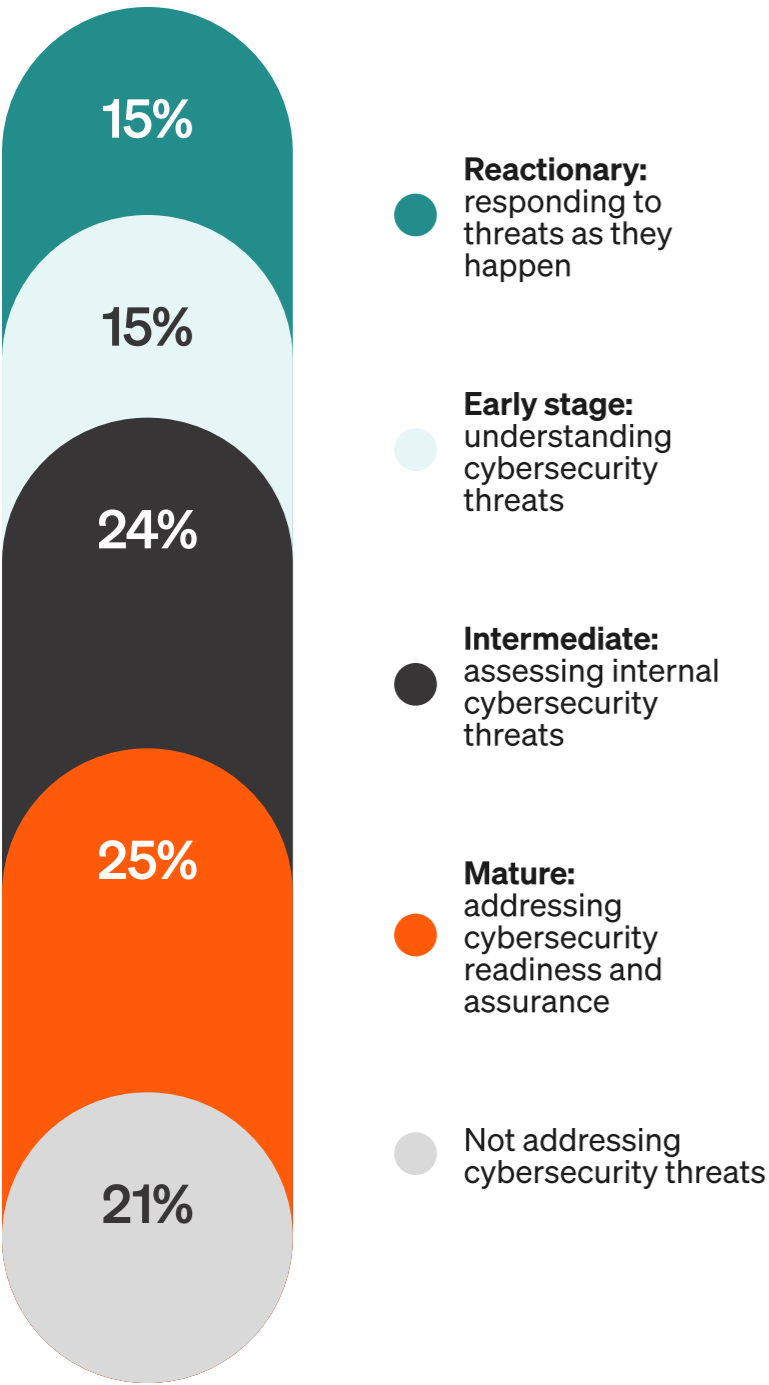 15%
15%
24%
25%
21%
Reactionary:
responding to
threats as they
happen
Early stage:
understanding
cybersecurity
threats
Intermediate:
assessing internal
cybersecurity
threats
Mature:
addressing
cybersecurity
readiness and
assurance
Not addressing
cybersecurity threats